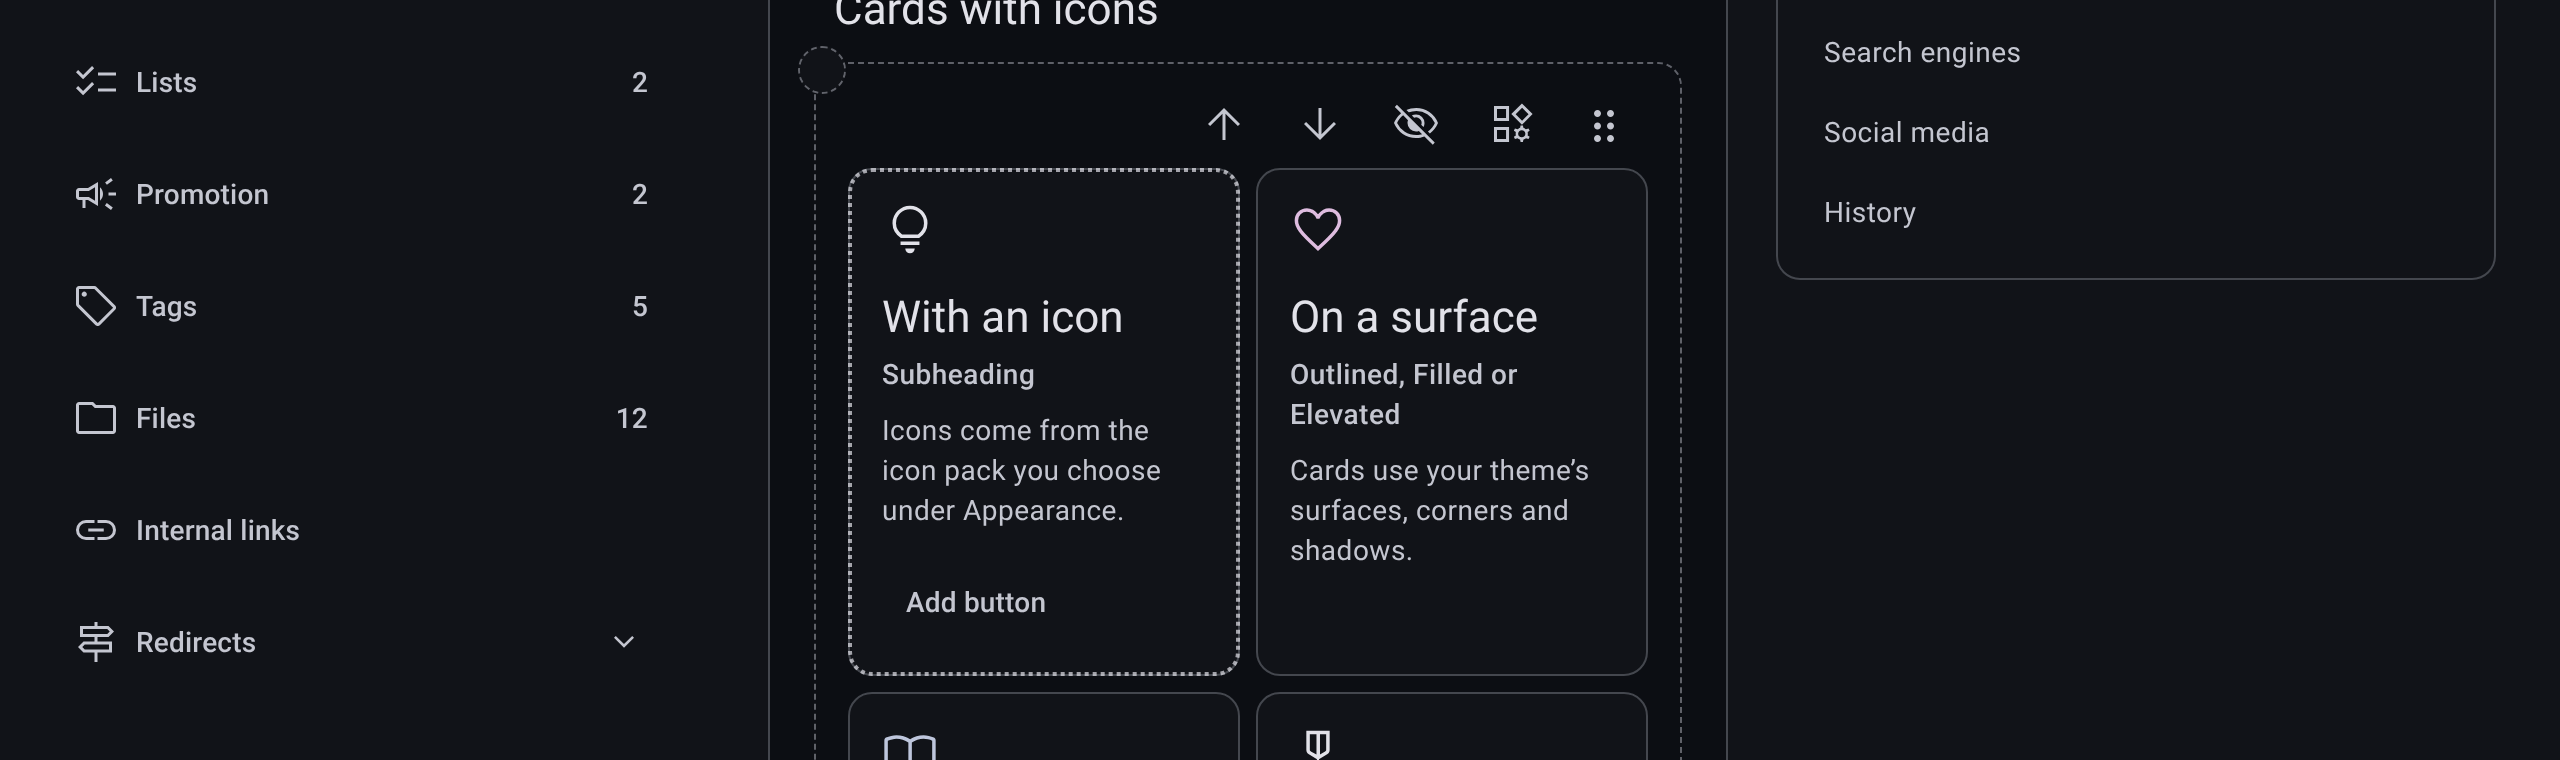 Lists 2
Promotion 2
Tags 5
Files 12
Internal links
Redirects
Cards with icons
With an icon
Subheading
Icons come from the
icon pack you choose
under Appearance.
Add button
On a surface
Outlined, Filled or
Elevated
Cards use your theme’s
surfaces, corners and
shadows.
Search engines
Social media
History